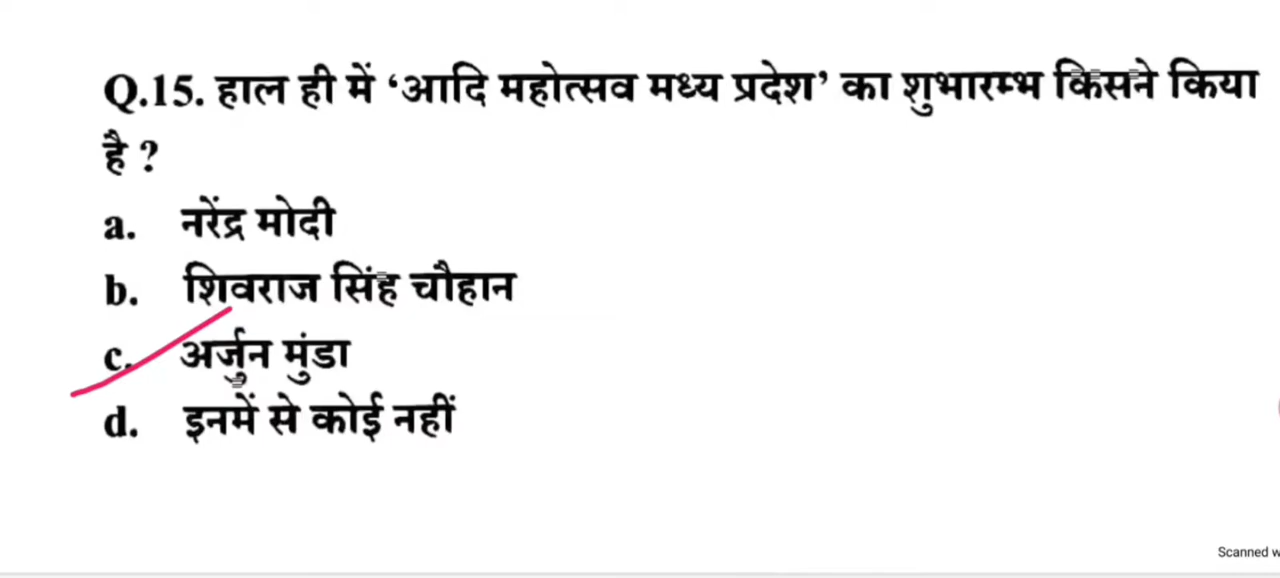 Q.15. हाल ही में ‘आदि महोत्सव मध्य प्रदेश’ का शुभारम्भ किसने किया
है ?
a. नरेंद्र मोदी
b. शिवराज सिंह चौहान
c. अर्जुन मुंडा
d. इनमें से कोई नहीं
Scanned